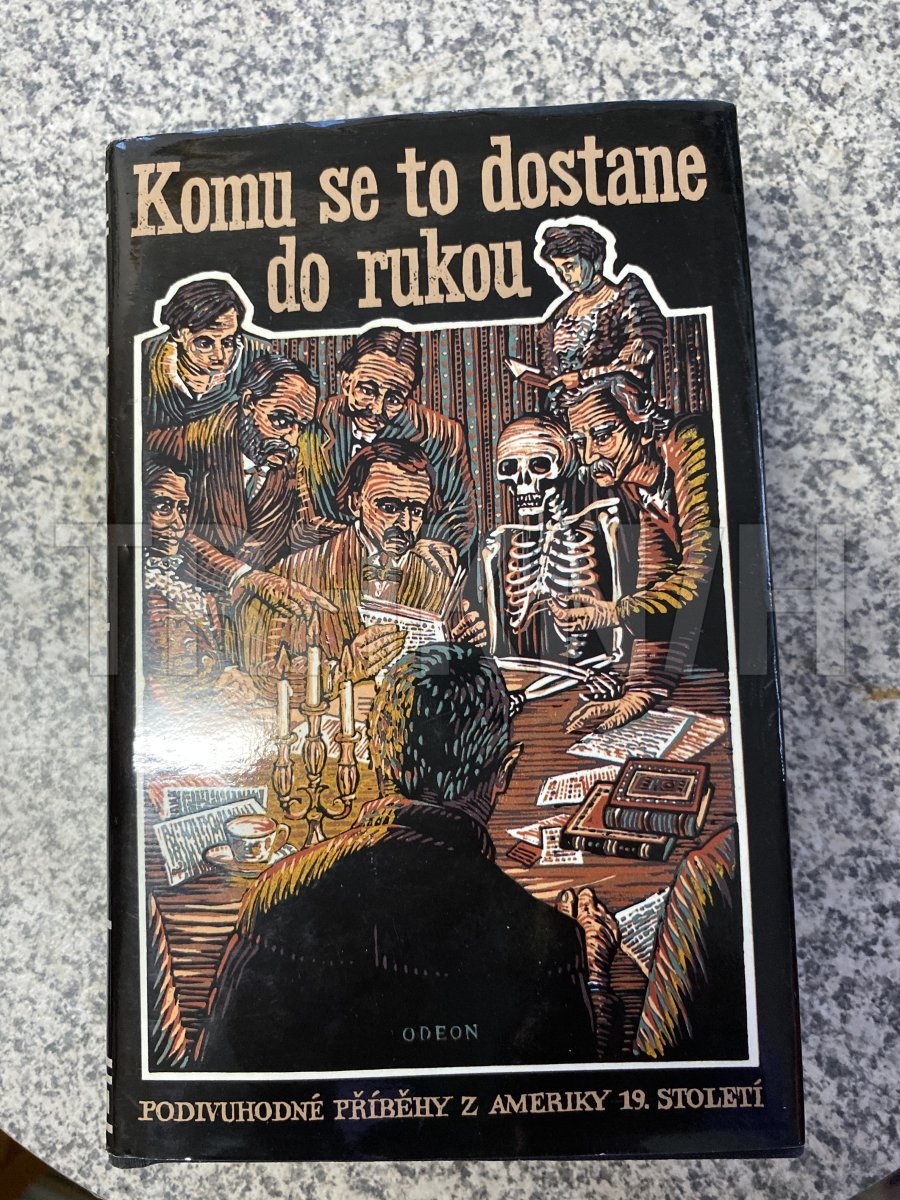 Komu se to dostane
do rukou
ODEON
PODIVUHODNÉ PŘÍBĚHY Z AMERIKY 19. STOLETÍ